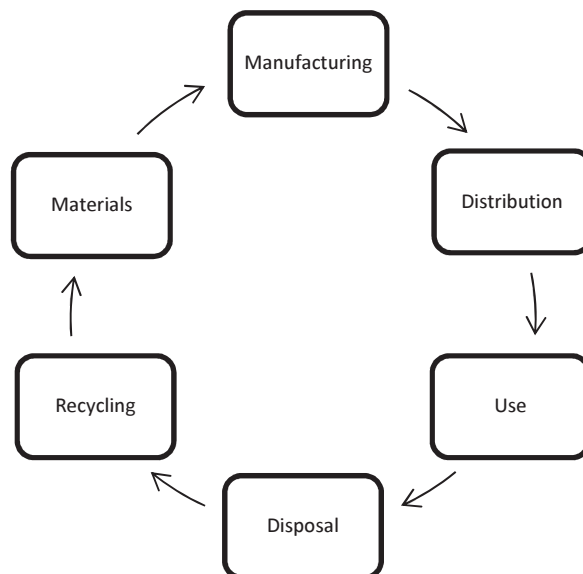 Manufacturing
Distribution
Use
Disposal
Recycling
Materials